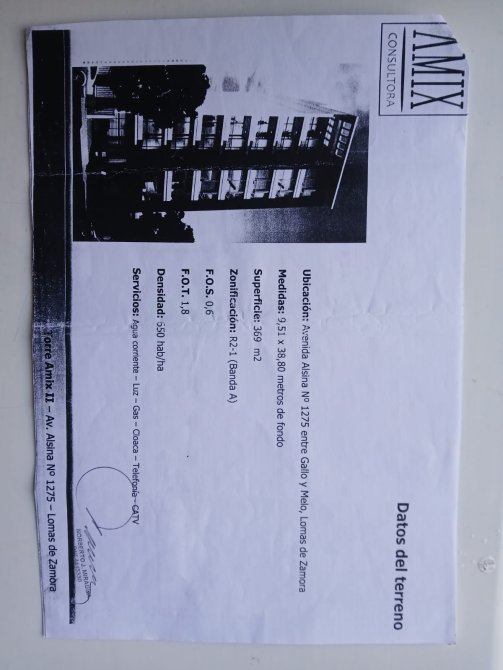 AMIX
CONSULTORA
Datos del terreno
Ubicación: Avenida Alsina Nº 1275 entre Gallo y Melo, Lomas de Zamora
Medidas: 9,51 x 38,80 metros de fondo
Superficie: 369 m2
Zonificación: R2-1 (Banda A)
F.O.S. 0,6
F.O.T. 1,8
Densidad: 650 hab/ha
Servicios: Agua corriente – Luz – Gas – Cloaca – Telefonía – CATV
NORBERTO J.
Torre Amix II – Av. Alsina Nº 1275 – Lomas de Zamora